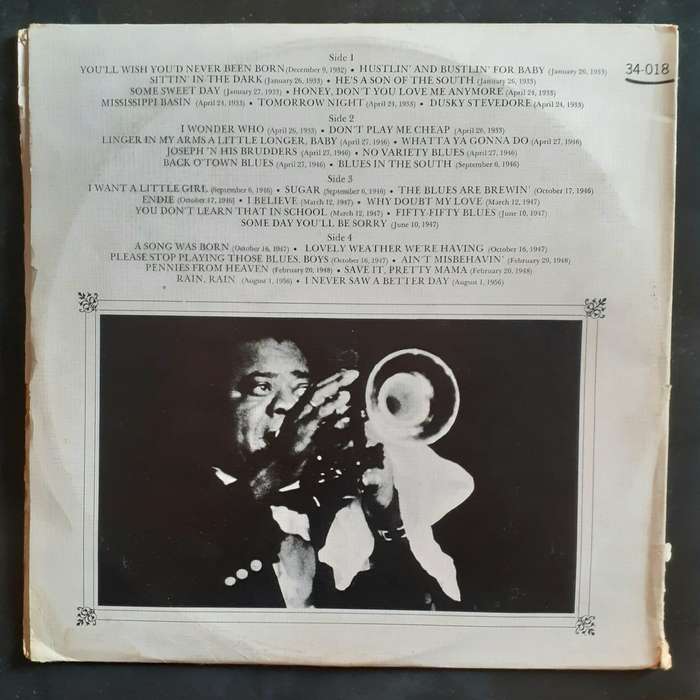 Side 1
YOU'LL WISH YOU'D NEVER BEEN BORN (December 9, 1932) • HUSTLIN' AND BUSTLIN' FOR BABY (January 26, 1933)
SITTIN' IN THE DARK (January 26, 1933) • HE'S A SON OF THE SOUTH (January 26, 1933)
SOME SWEET DAY (January 27, 1933) • HONEY, DON'T YOU LOVE ME ANYMORE (April 24, 1933)
MISSISSIPPI BASIN (April 24, 1933) • TOMORROW NIGHT (April 24, 1933) • DUSKY STEVEDORE (April 24, 1933)
34-018
Side 2
I WONDER WHO (April 26, 1933) • DON'T PLAY ME CHEAP (April 26, 1933)
LINGER IN MY ARMS A LITTLE LONGER, BABY (April 27, 1946) • WHATTA YA GONNA DO (April 27, 1946)
JOSEPH 'N HIS BRUDDERS (April 27, 1946) • NO VARIETY BLUES (April 27, 1946)
BACK O'TOWN BLUES (April 27, 1946) • BLUES IN THE SOUTH (September 6, 1946)
Side 3
I WANT A LITTLE GIRL (September 6, 1946) • SUGAR (September 6, 1946) • THE BLUES ARE BREWIN' (October 17, 1946)
ENDIE (October 17, 1946) • I BELIEVE (March 12, 1947) • WHY DOUBT MY LOVE (March 12, 1947)
YOU DON'T LEARN THAT IN SCHOOL (March 12, 1947) • FIFTY-FIFTY BLUES (June 10, 1947)
SOME DAY YOU'LL BE SORRY (June 10, 1947)
Side 4
A SONG WAS BORN (October 16, 1947) • LOVELY WEATHER WE'RE HAVING (October 16, 1947)
PLEASE STOP PLAYING THOSE BLUES, BOYS (October 16, 1947) • AIN'T MISBEHAVIN' (February 29, 1948)
PENNIES FROM HEAVEN (February 29, 1948) • SAVE IT, PRETTY MAMA (February 29, 1948)
RAIN, RAIN (August 1, 1956) • I NEVER SAW A BETTER DAY (August 1, 1956)